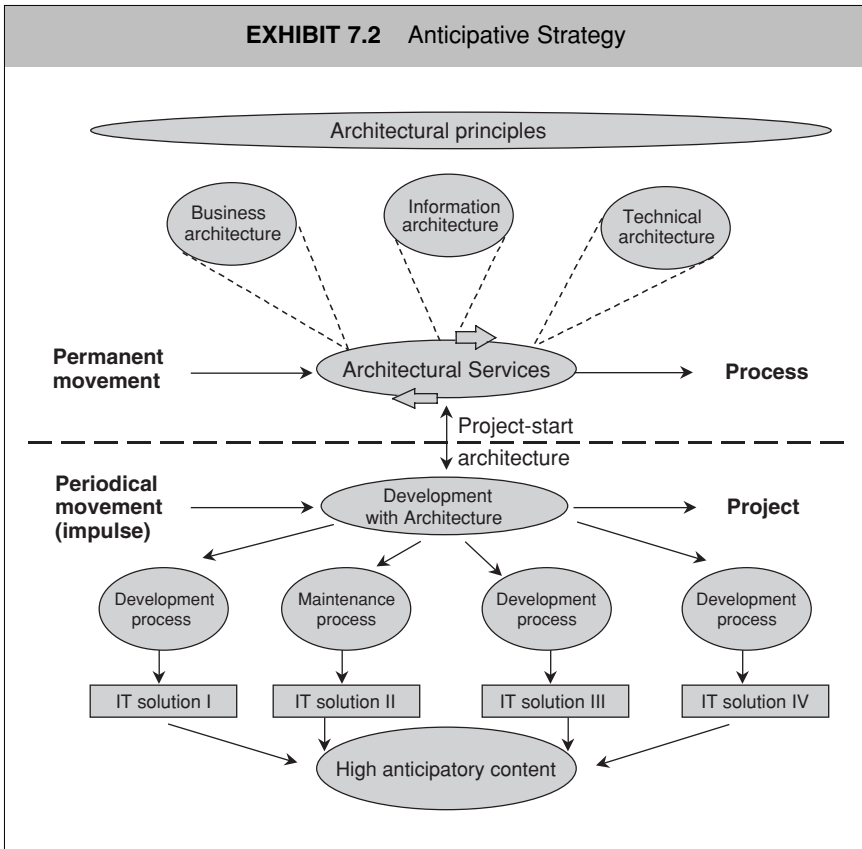 EXHIBIT 7.2 Anticipative Strategy
Architectural principles
Business
architecture
Information
architecture
Technical
architecture
Permanent
movement
Architectural Services
Process
Project-start
architecture
Periodical
movement
(impulse)
Development
with Architecture
Project
Development
process
Maintenance
process
Development
process
Development
process
IT solution I
IT solution II
IT solution III
IT solution IV
High anticipatory content